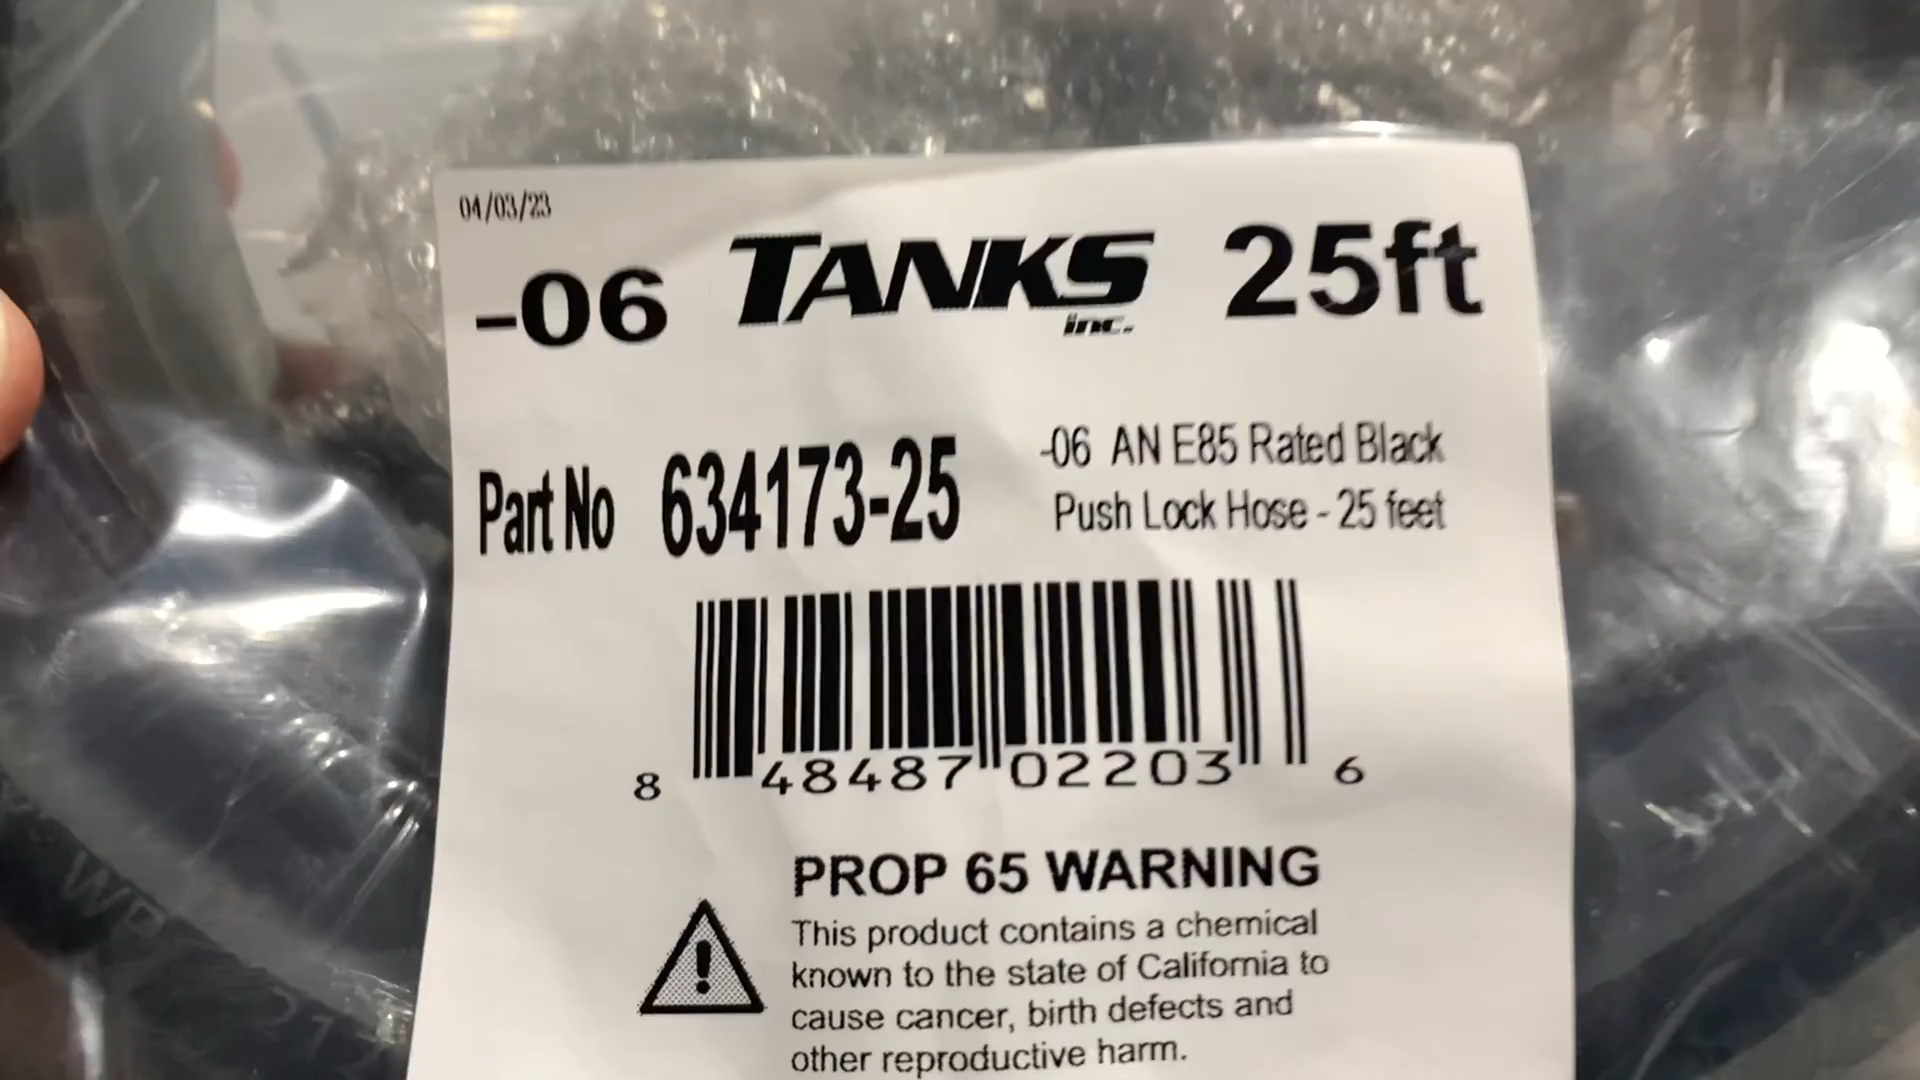 04/03/23
-06 TANKS inc. 25ft
Part No 634173-25
-06 AN E85 Rated Black
Push Lock Hose - 25 feet
8 48487 02203 6
PROP 65 WARNING
This product contains a chemical
known to the state of California to
cause cancer, birth defects and
other reproductive harm.
WP